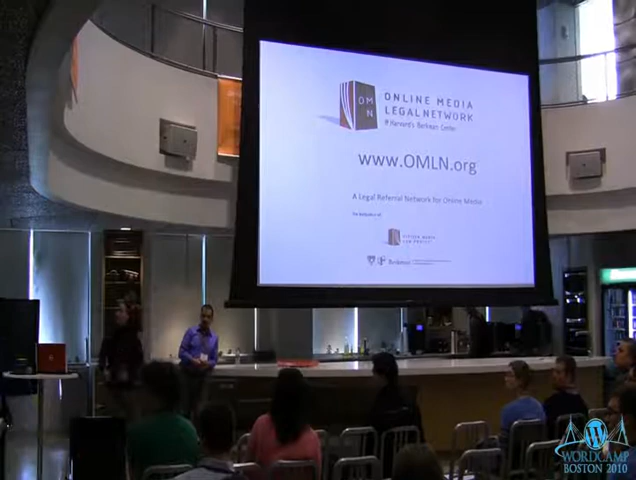 OM
N
ONLINE MEDIA
LEGAL NETWORK
@ Harvard's Berkman Center
www.OMLN.org
A Legal Referral Network for Online Media
WORDCAMP
BOSTON 2010